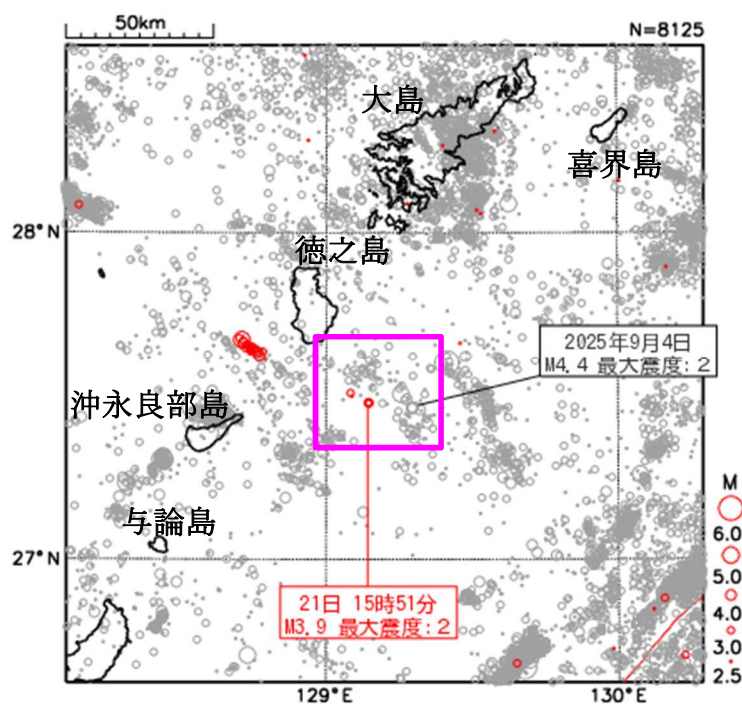 50km
N=8125
大島
喜界島
28°N
徳之島
2025年9月4日
M4.4 最大震度:2
沖永良部島
与論島
M
6.0
5.0
4.0
3.0
2.5
27°N
21日 15時51分
M3.9 最大震度:2
129°E
130°E